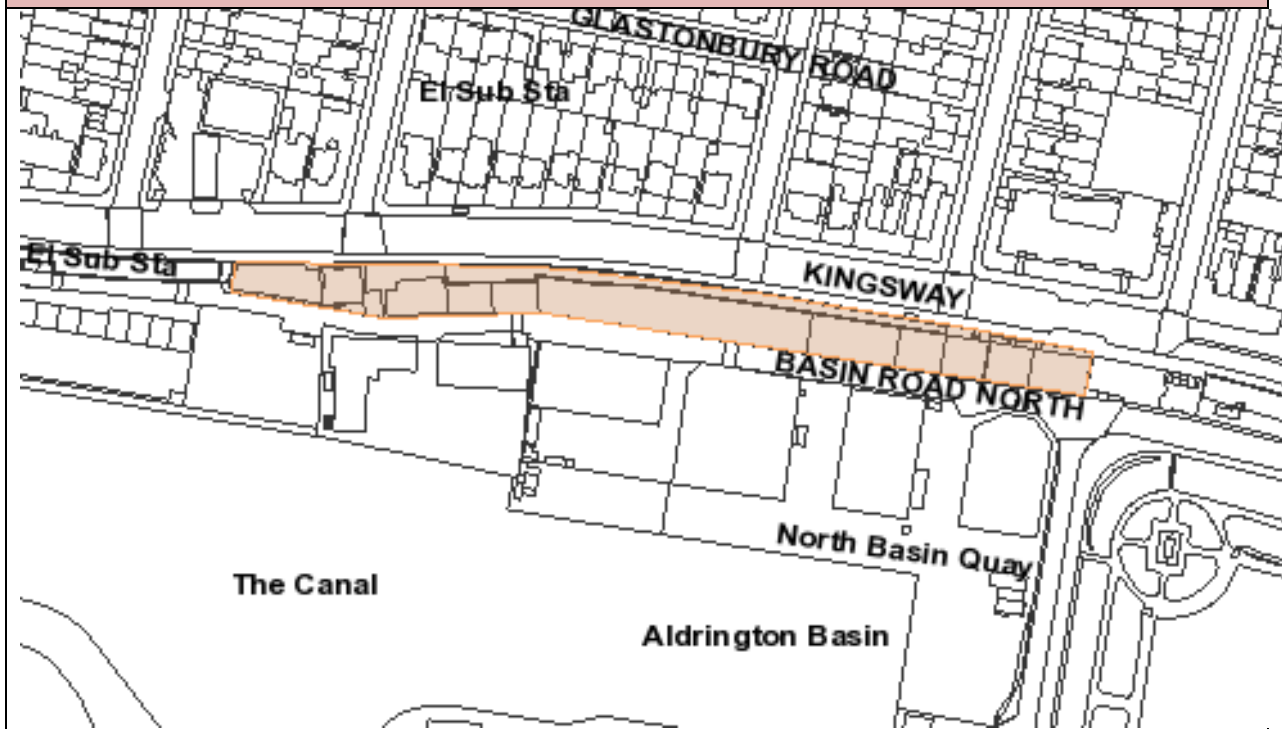 GLASTONBURY ROAD
El Sub Sta
El Sub Sta
KINGSWAY
BASIN ROAD NORTH
North Basin Quay
The Canal
Aldrington Basin